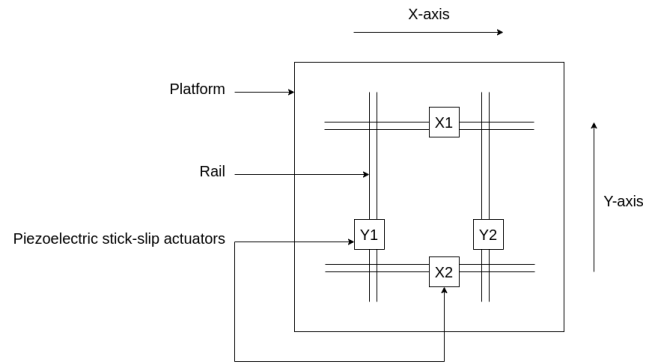 X-axis
Platform
X1
Rail
Y-axis
Piezoelectric stick-slip actuators
Y1
Y2
X2